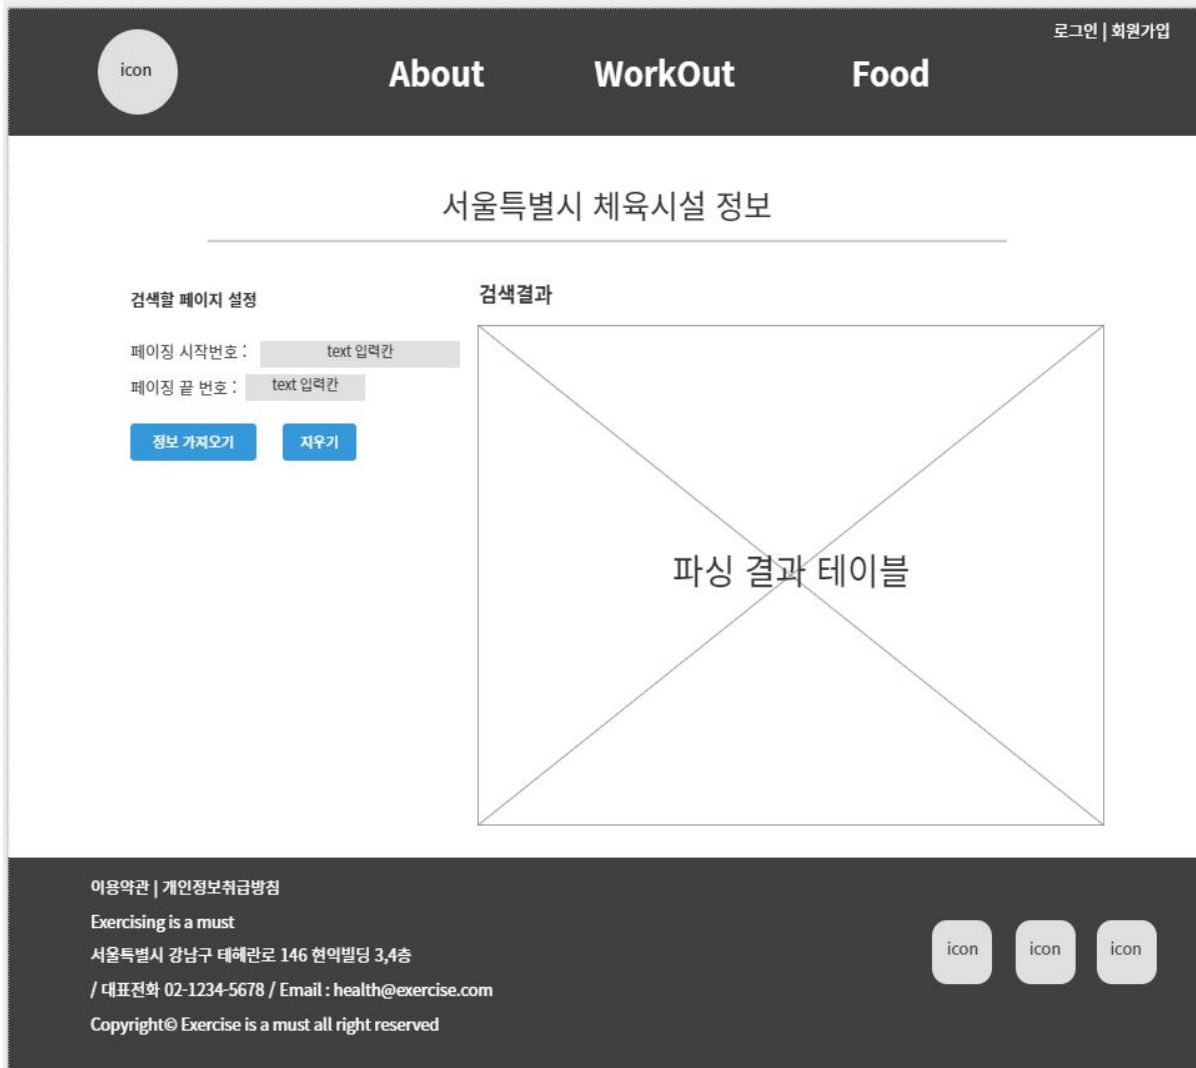 로그인 | 회원가입
icon
About
WorkOut
Food
서울특별시 체육시설 정보
검색할 페이지 설정
페이징 시작번호 :
text 입력칸
페이징 끝 번호 :
text 입력칸
정보 가져오기
지우기
검색결과
파싱 결과 테이블
이용약관 | 개인정보취급방침
Exercising is a must
서울특별시 강남구 테헤란로 146 현익빌딩 3,4층
/ 대표전화 02-1234-5678 / Email : health@exercise.com
Copyright© Exercise is a must all right reserved
icon
icon
icon